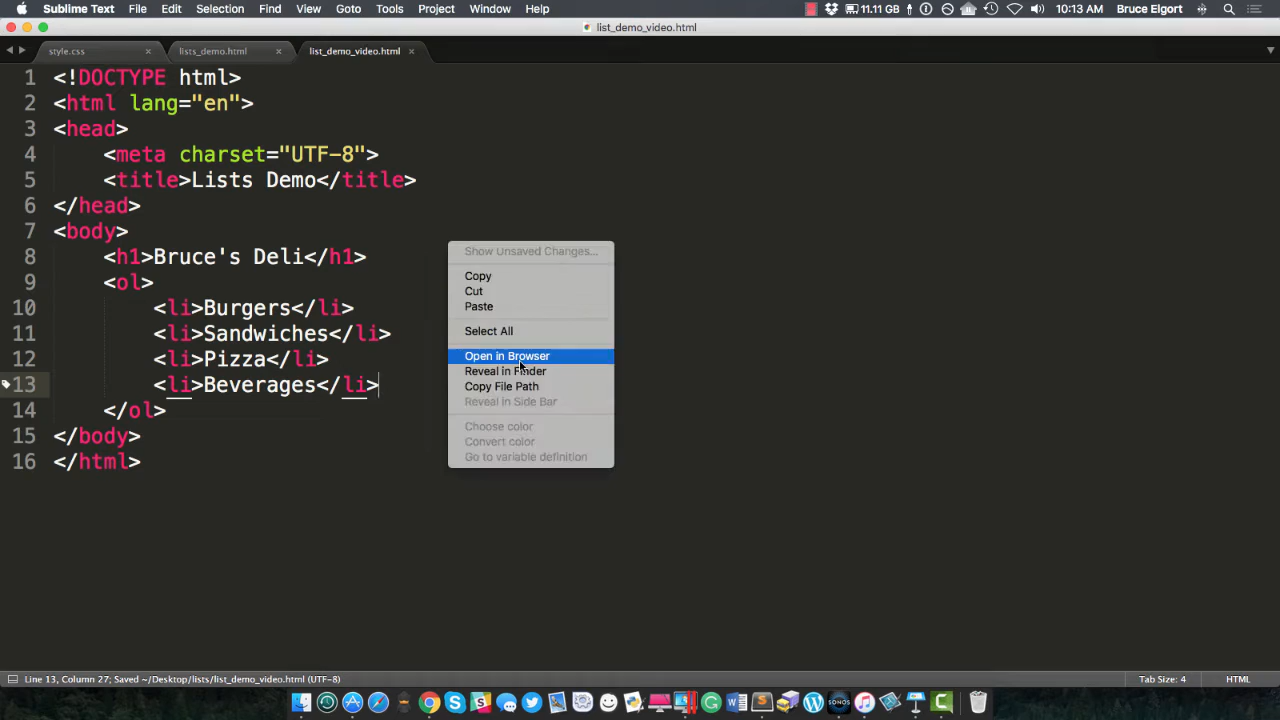 Sublime Text File Edit Selection Find View Goto Tools Project Window Help 11.11 GB 10:13 AM Bruce Elgort
list_demo_video.html
style.css × lists_demo.html × list_demo_video.html ×
1 <!DOCTYPE html>
2 <html lang="en">
3 <head>
4 <meta charset="UTF-8">
5 <title>Lists Demo</title>
6 </head>
7 <body>
8 <h1>Bruce's Deli</h1>
9 <ol>
10 <li>Burgers</li>
11 <li>Sandwiches</li>
12 <li>Pizza</li>
13 <li>Beverages</li>
14 </ol>
15 </body>
16 </html>
Show Unsaved Changes...
Copy
Cut
Paste
Select All
Open in Browser
Reveal in Finder
Copy File Path
Reveal in Side Bar
Choose color
Convert color
Go to variable definition
Line 13, Column 27; Saved ~/Desktop/lists/list_demo_video.html (UTF-8) Tab Size: 4 HTML
SONOS